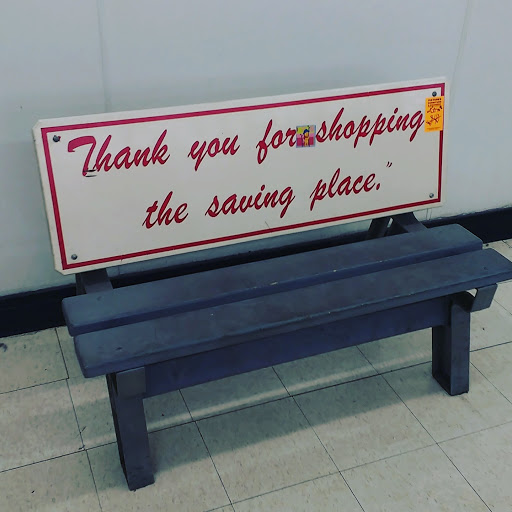 Thank you for shopping
the saving place."